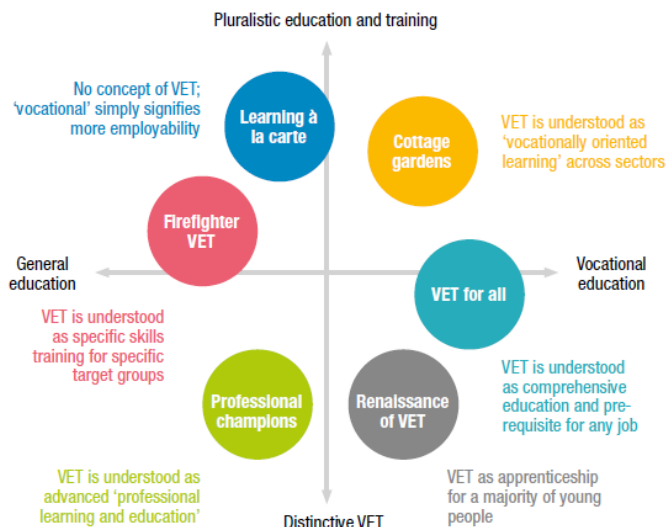 Pluralistic education and training
No concept of VET;
‘vocational’ simply signifies
more employability
Learning à
la carte
Cottage
gardens
VET is understood as
‘vocationally oriented
learning’ across sectors
Firefighter
VET
General
education
Vocational
education
VET for all
VET is understood
as specific skills
training for specific
target groups
Professional
champions
Renaissance
of VET
VET is understood
as comprehensive
education and pre-
requisite for any job
VET is understood as
advanced ‘professional
learning and education’
VET as apprenticeship
for a majority of young
people
Distinctive VET